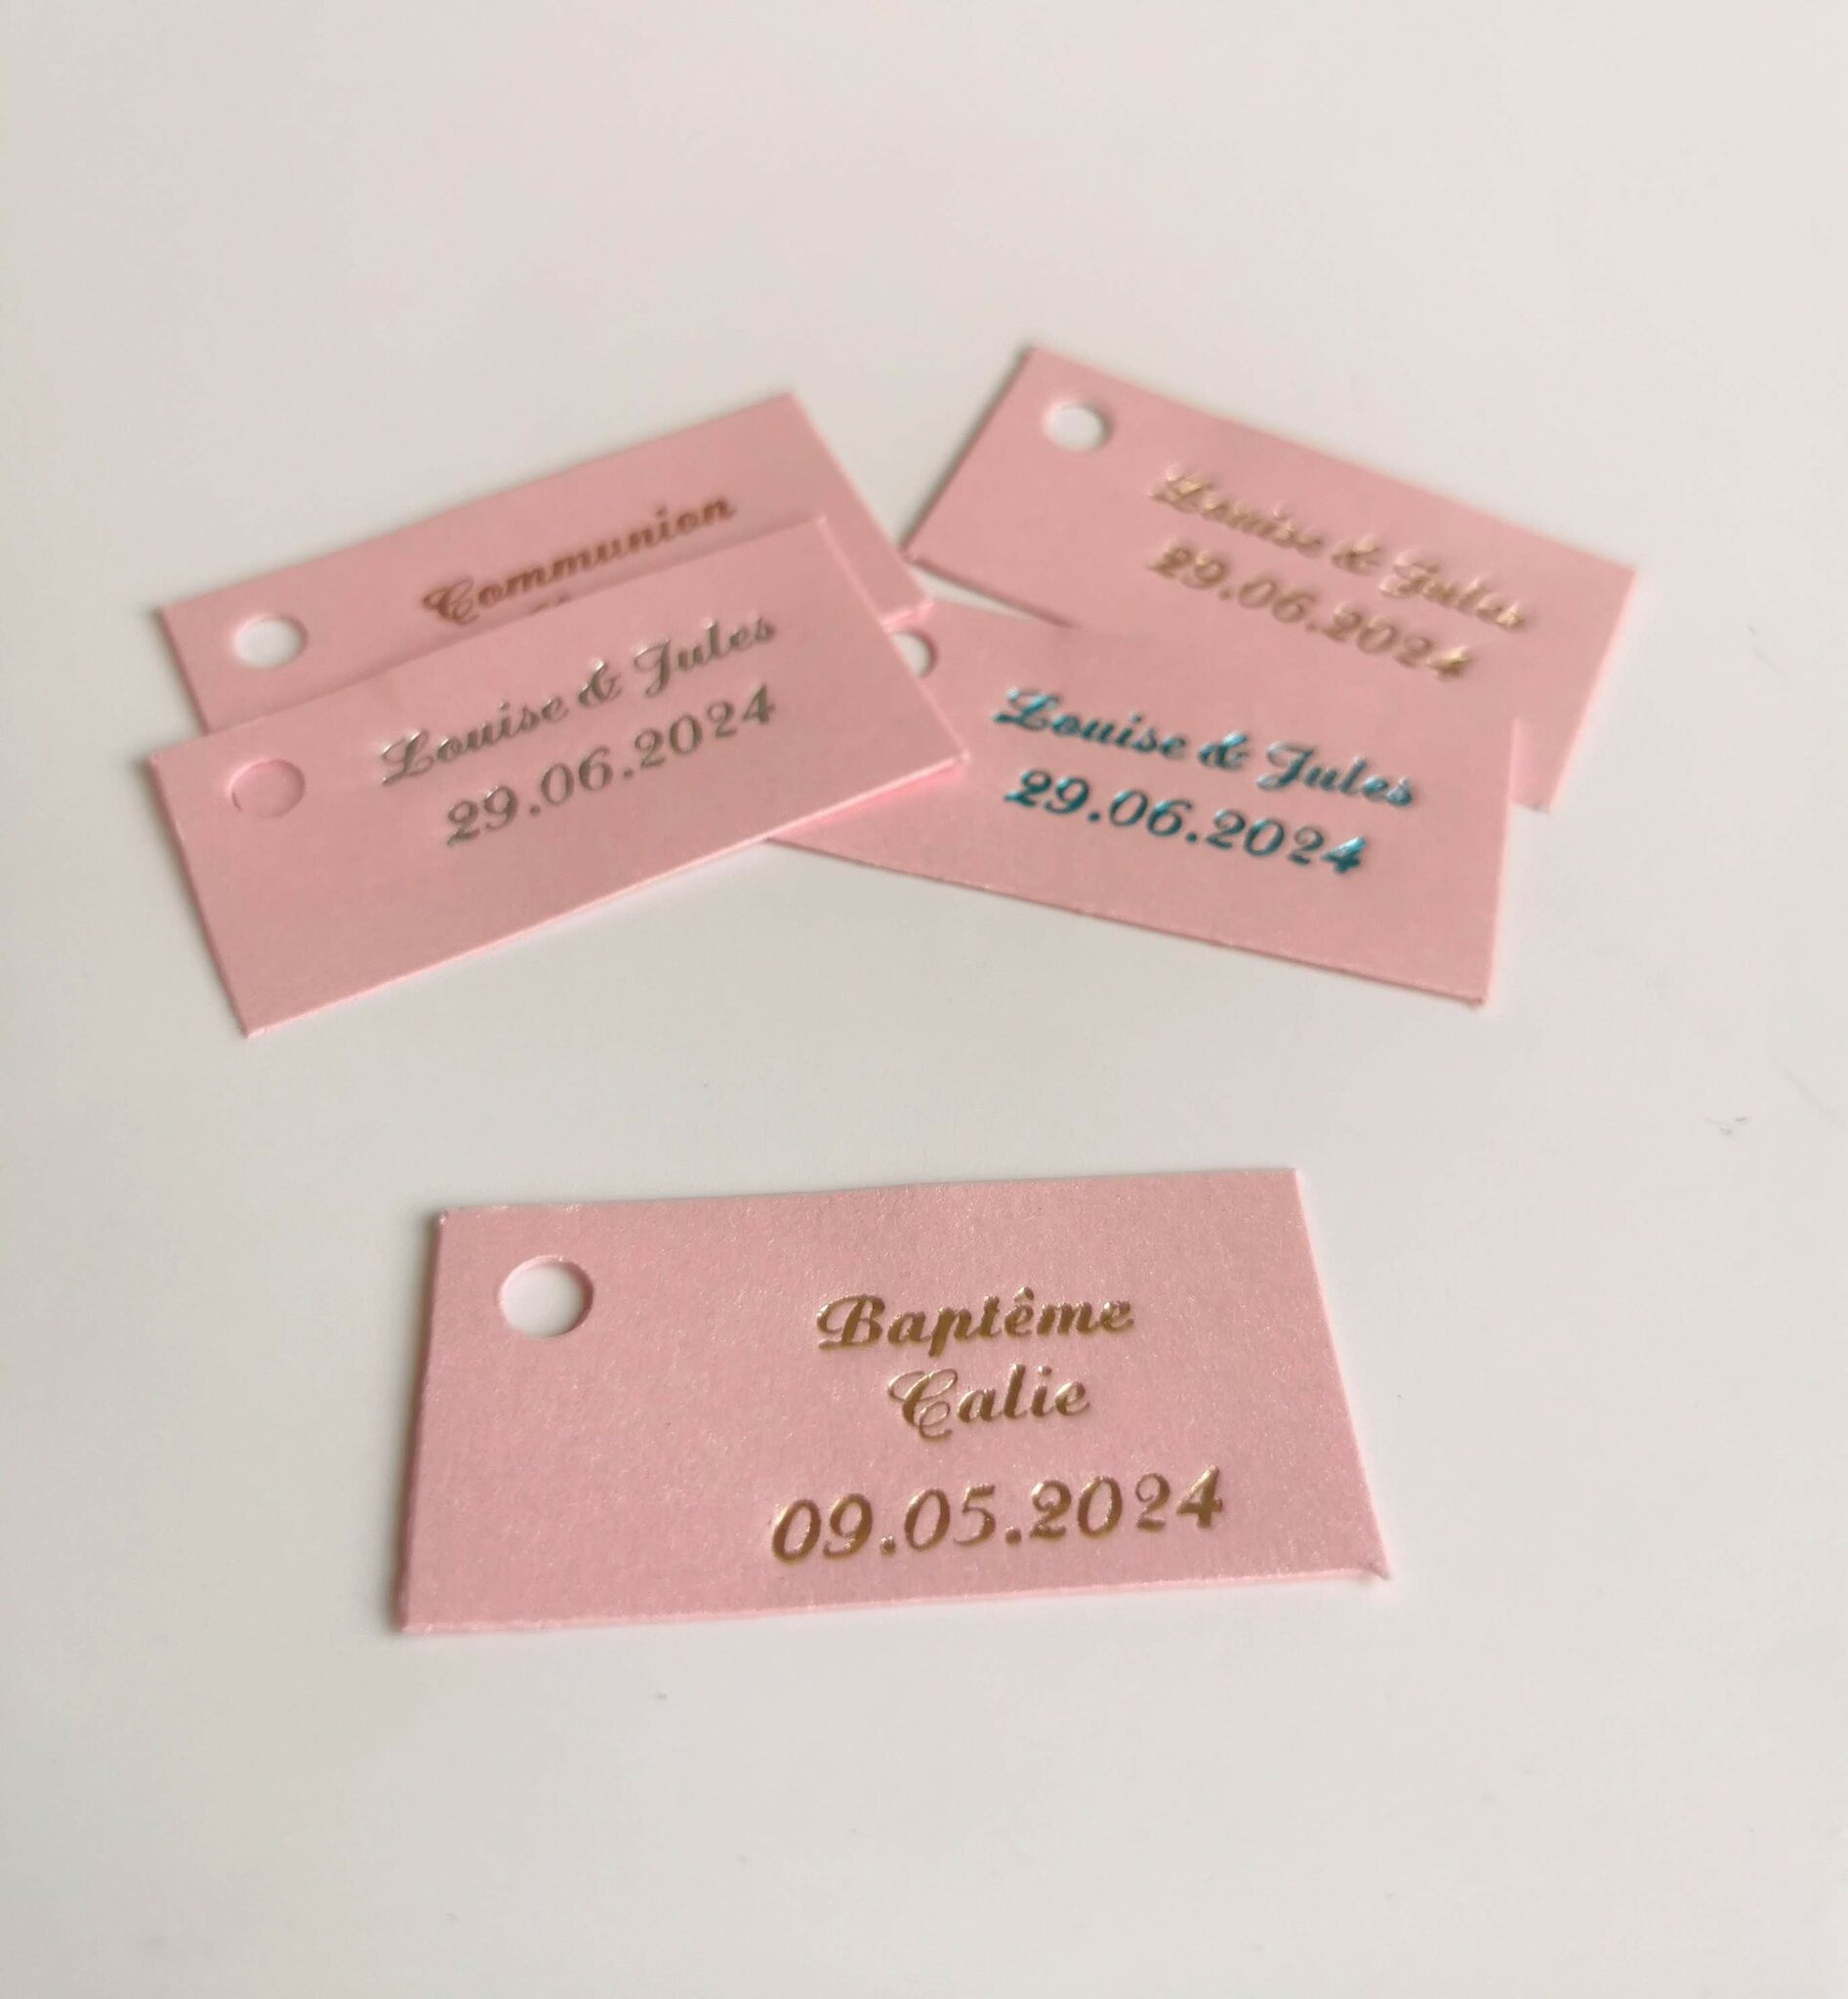 Communion
Louise & Jules
29.06.2024
Louise & Jules
29.06.2024
Louise & Jules
29.06.2024
Baptême
Calie
09.05.2024